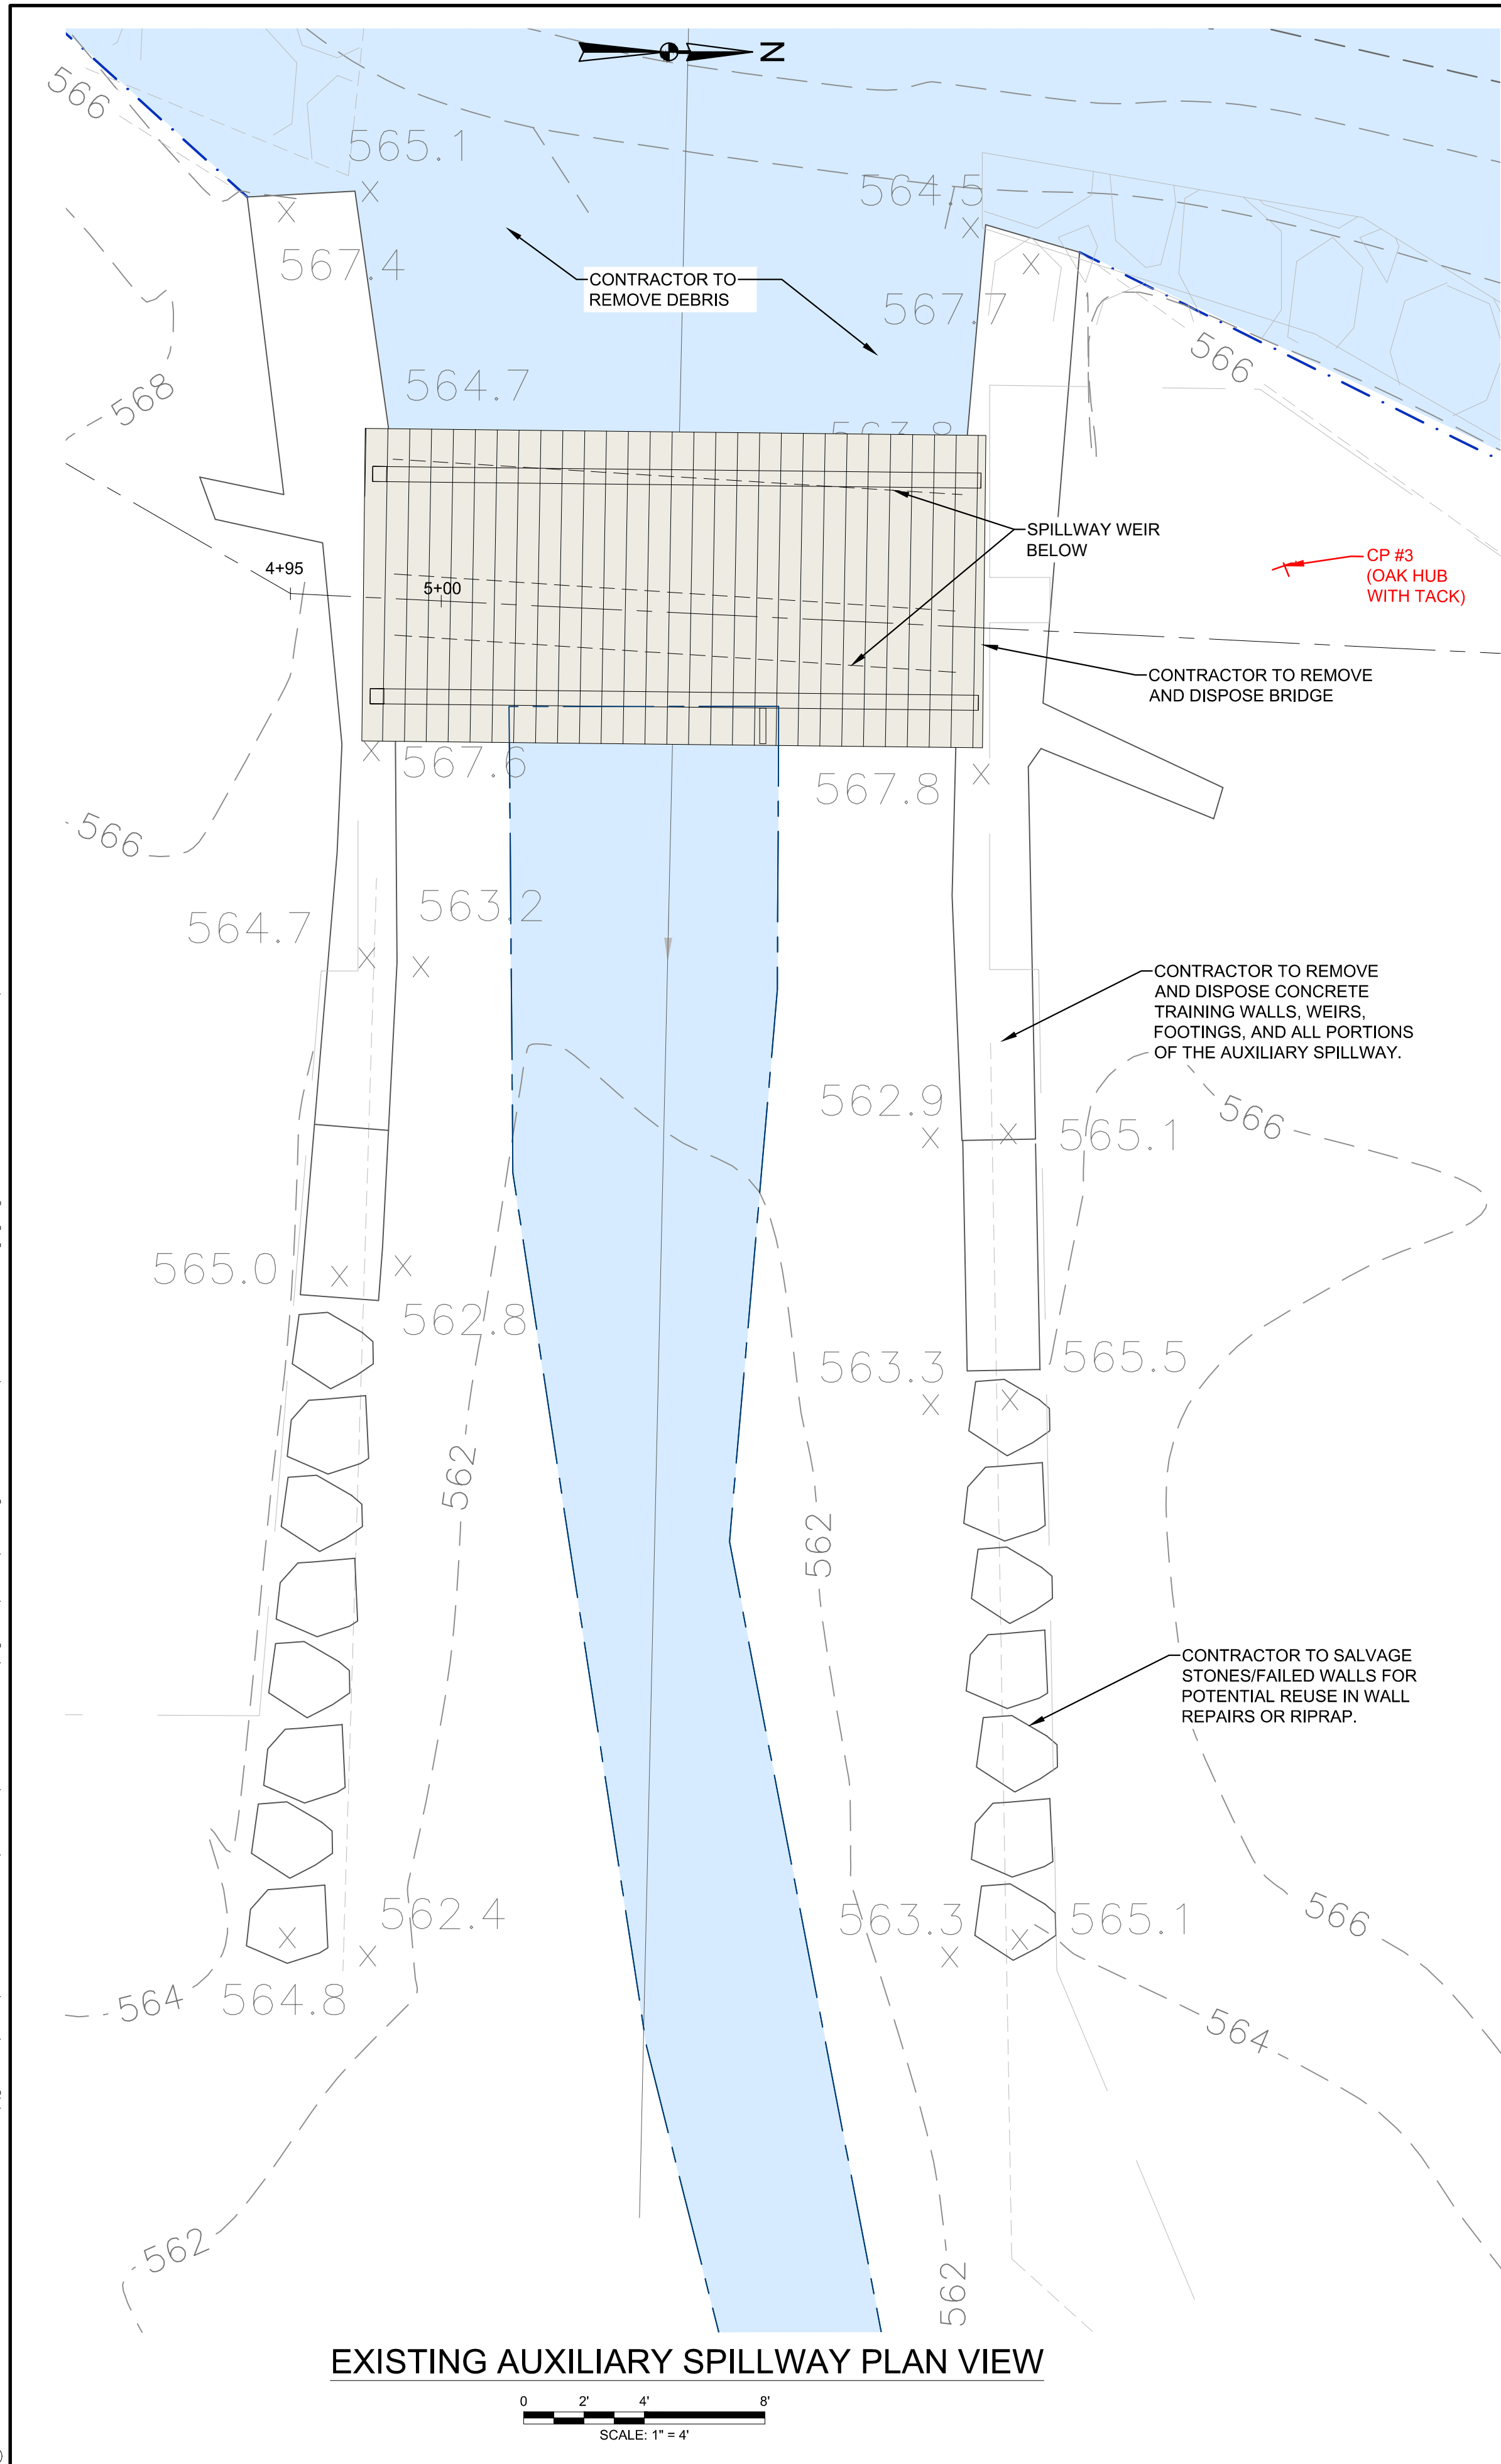 N
566
565.1
564.5
567.4
CONTRACTOR TO
REMOVE DEBRIS
567.7
566
568
564.7
563.8
SPILLWAY WEIR
BELOW
4+95
5+00
CP #3
(OAK HUB
WITH TACK)
CONTRACTOR TO REMOVE
AND DISPOSE BRIDGE
567.6
567.8
566
563.2
564.7
CONTRACTOR TO REMOVE
AND DISPOSE CONCRETE
TRAINING WALLS, WEIRS,
FOOTINGS, AND ALL PORTIONS
OF THE AUXILIARY SPILLWAY.
562.9
565.1
566
565.0
562.8
563.3
565.5
562
562
CONTRACTOR TO SALVAGE
STONES/FAILED WALLS FOR
POTENTIAL REUSE IN WALL
REPAIRS OR RIPRAP.
562.4
563.3
565.1
566
564
564.8
564
562
562
EXISTING AUXILIARY SPILLWAY PLAN VIEW
0 2' 4' 8'
SCALE: 1" = 4'